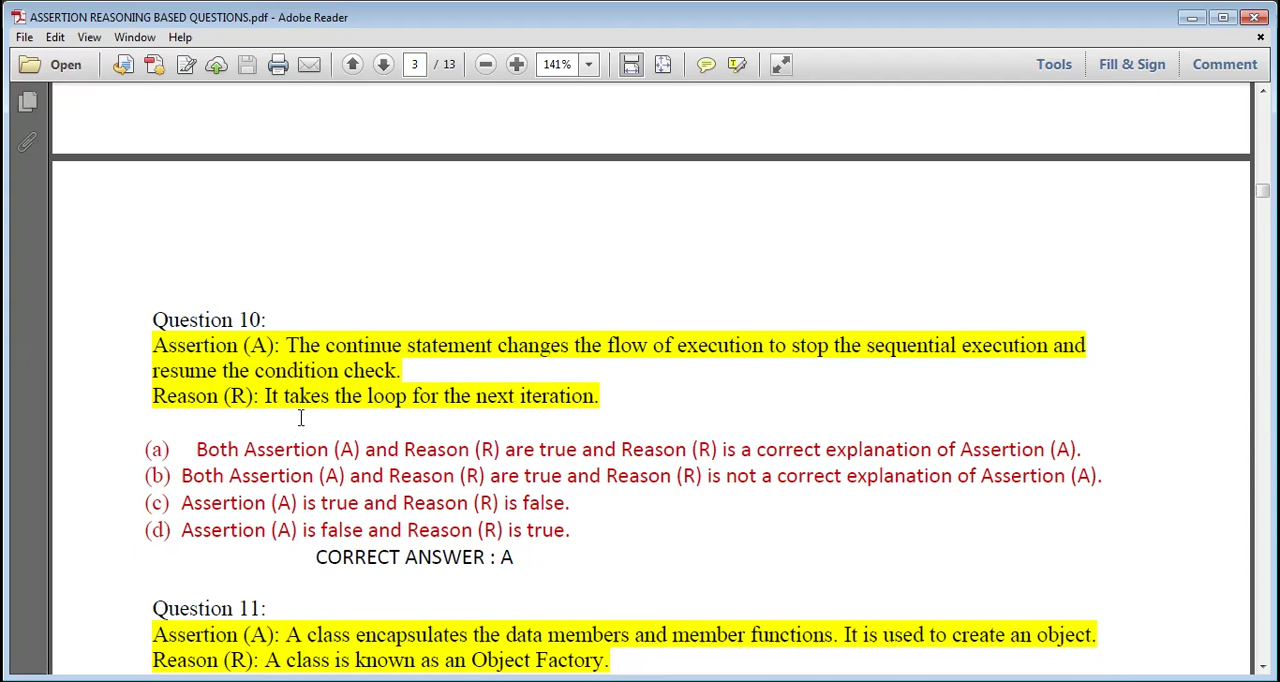 ASSERTION REASONING BASED QUESTIONS.pdf - Adobe Reader
File Edit View Window Help
Open 3 / 13 141% Tools Fill & Sign Comment
Question 10:
Assertion (A): The continue statement changes the flow of execution to stop the sequential execution and
resume the condition check.
Reason (R): It takes the loop for the next iteration.
(a) Both Assertion (A) and Reason (R) are true and Reason (R) is a correct explanation of Assertion (A).
(b) Both Assertion (A) and Reason (R) are true and Reason (R) is not a correct explanation of Assertion (A).
(c) Assertion (A) is true and Reason (R) is false.
(d) Assertion (A) is false and Reason (R) is true.
CORRECT ANSWER : A
Question 11:
Assertion (A): A class encapsulates the data members and member functions. It is used to create an object.
Reason (R): A class is known as an Object Factory.